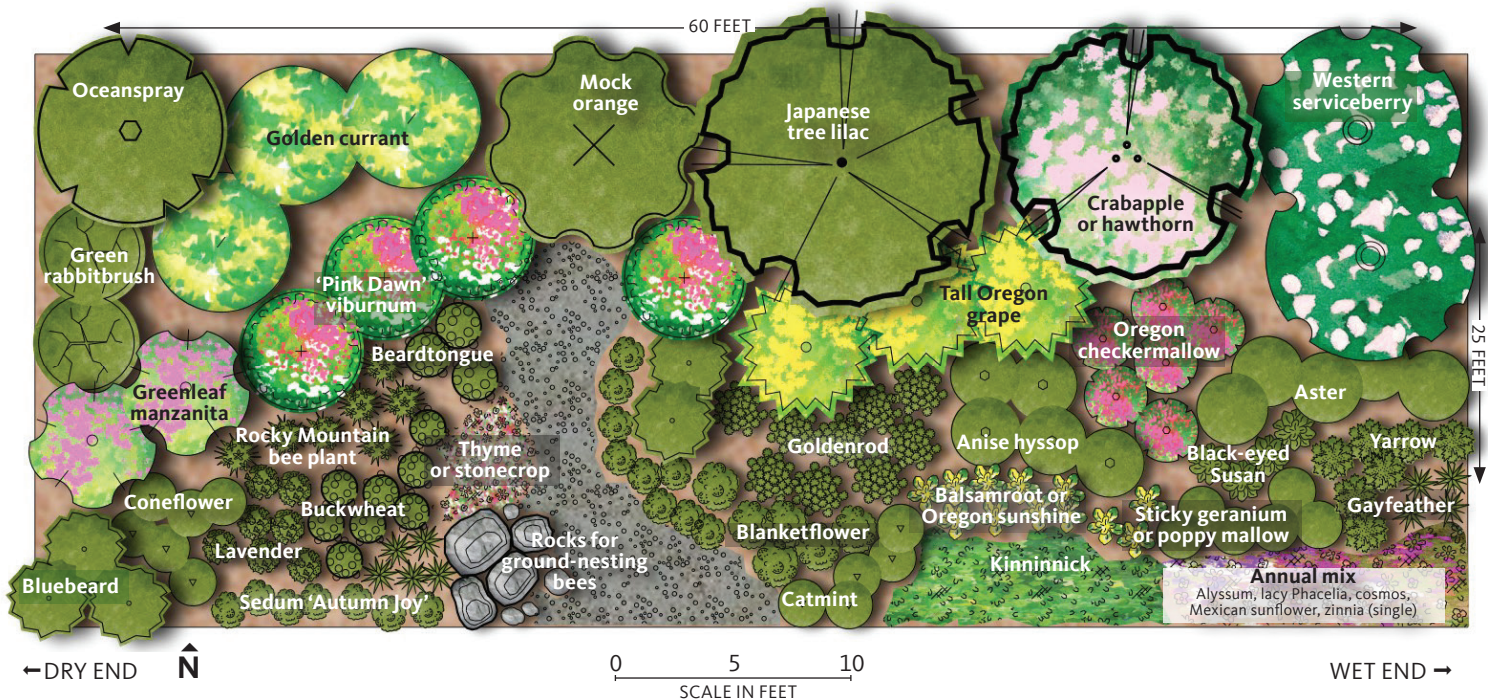 60 FEET
Oceanspray
Golden currant
Mock
orange
Japanese
tree lilac
Western
serviceberry
Crabapple
or hawthorn
Green
rabbitbrush
'Pink Dawn'
viburnum
Tall Oregon
grape
Oregon
checkermallow
25 FEET
Beardtongue
Greenleaf
manzanita
Aster
Rocky Mountain
bee plant
Thyme
or stonecrop
Goldenrod
Anise hyssop
Black-eyed
Susan
Yarrow
Coneflower
Buckwheat
Balsamroot or
Oregon sunshine
Sticky geranium
or poppy mallow
Gayfeather
Lavender
Rocks for
ground-nesting
bees
Blanketflower
Kinninnick
Bluebeard
Sedum 'Autumn Joy'
Catmint
Annual mix
Alyssum, lacy Phacelia, cosmos,
Mexican sunflower, zinnia (single)
←DRY END
N
0 5 10
SCALE IN FEET
WET END →